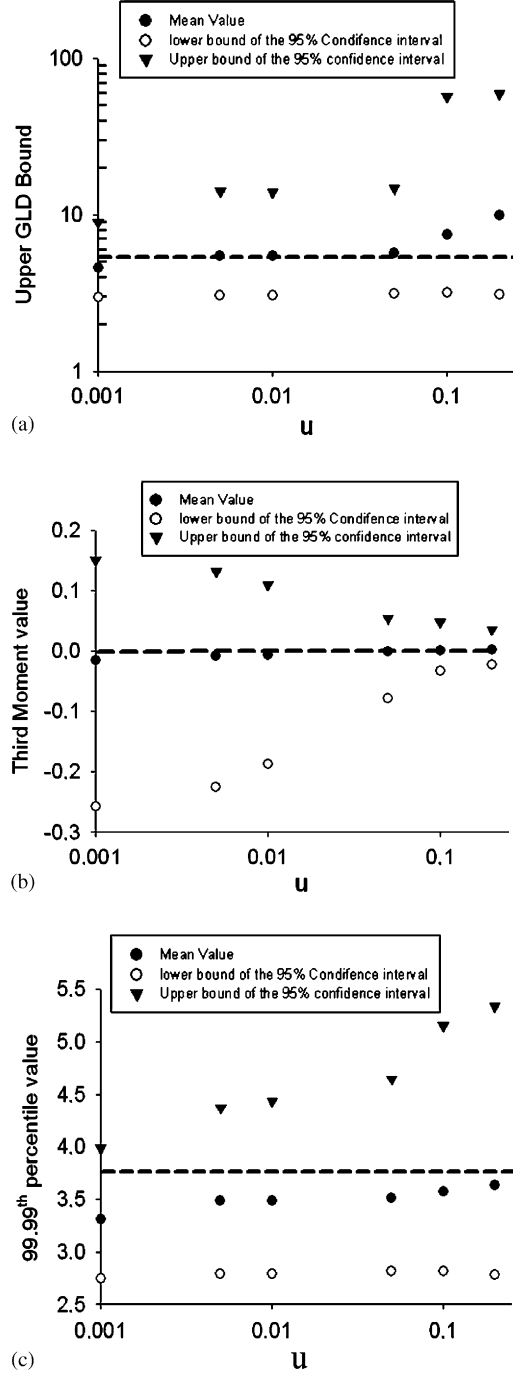 Mean Value
lower bound of the 95% Condifence interval
Upper bound of the 95% confidence interval
100
10
1
Upper GLD Bound
0.001
0.01
0.1
u
(a)
Mean Value
lower bound of the 95% Condifence interval
Upper bound of the 95% confidence interval
0.2
0.1
0.0
-0.1
-0.2
-0.3
Third Moment value
0.001
0.01
0.1
u
(b)
Mean Value
lower bound of the 95% Condifence interval
Upper bound of the 95% confidence interval
5.5
5.0
4.5
4.0
3.5
3.0
2.5
99.99th percentile value
0.001
0.01
0.1
u
(c)